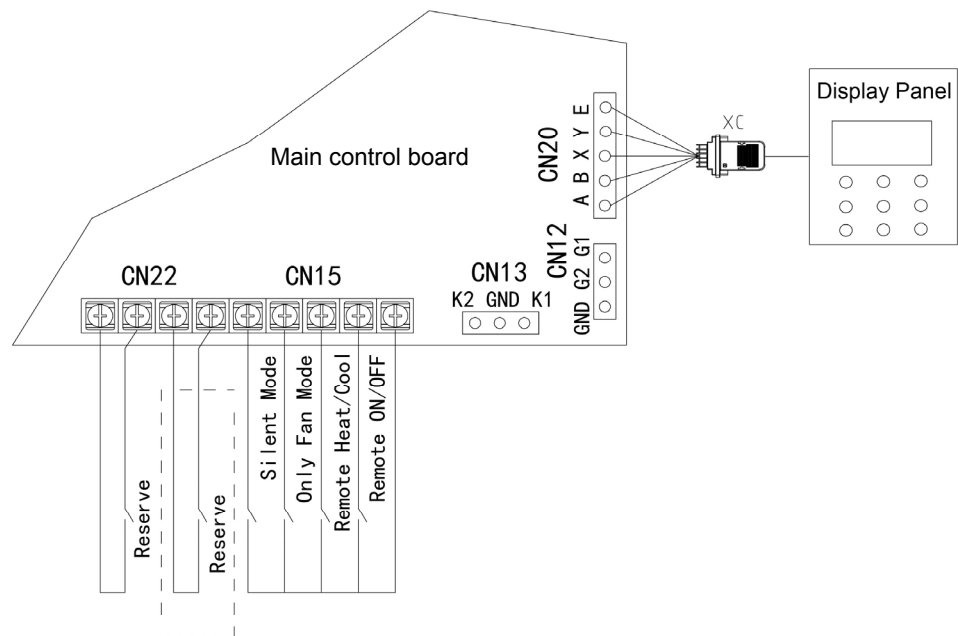 Main control board
Display Panel
XC
CN20
E
Y
X
B
A
CN12
G1
G2
GND
CN13
K2 GND K1
CN22
CN15
Reserve
Reserve
Silent Mode
Only Fan Mode
Remote Heat/Cool
Remote ON/OFF